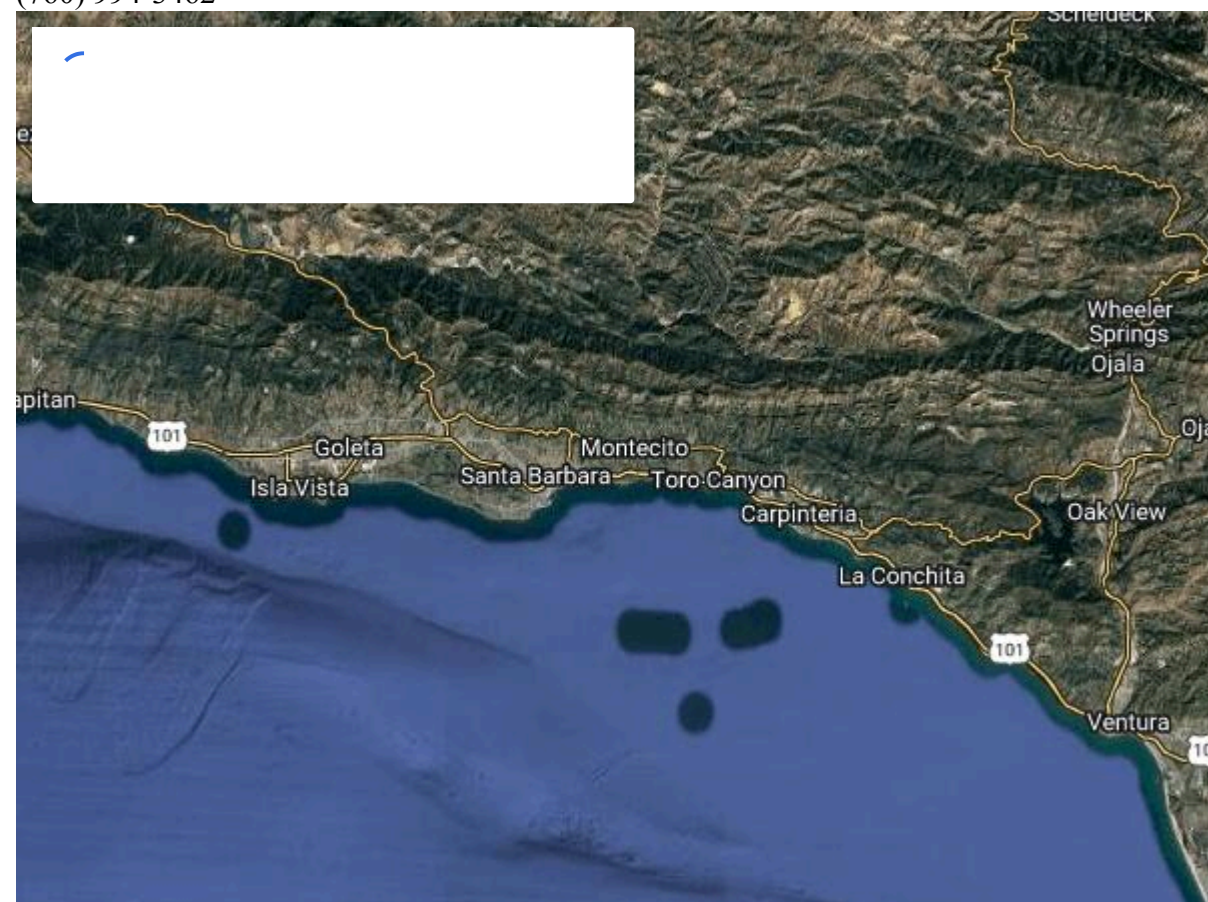 Wheeler
Springs
Ojala
apitan
101
Goleta
Montecito
Isla Vista
Santa Barbara
Toro Canyon
Carpinteria
Oak View
La Conchita
101
Ventura